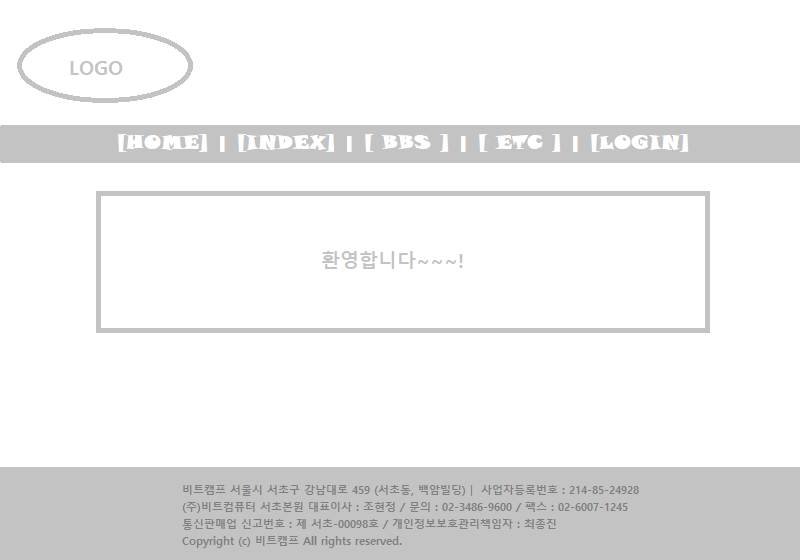 LOGO
[HOME] | [INDEX] | [ BBS ] | [ ETC ] | [LOGIN]
환영합니다~~~!
비트캠프 서울시 서초구 강남대로 459 (서초동, 백암빌딩) | 사업자등록번호 : 214-85-24928
(주)비트컴퓨터 서초본원 대표이사 : 조현정 / 문의 : 02-3486-9600 / 팩스 : 02-6007-1245
통신판매업 신고번호 : 제 서초-00098호 / 개인정보보호관리책임자 : 최종진
Copyright (c) 비트캠프 All rights reserved.